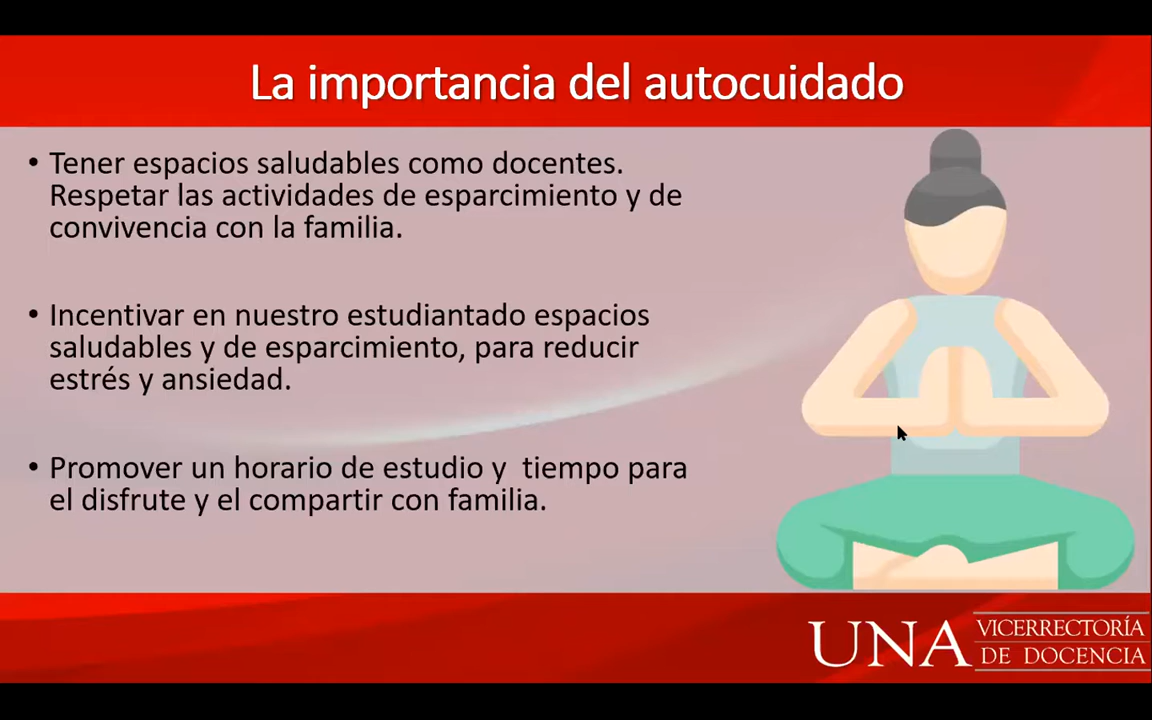 La importancia del autocuidado
• Tener espacios saludables como docentes.
Respetar las actividades de esparcimiento y de
convivencia con la familia.
• Incentivar en nuestro estudiantado espacios
saludables y de esparcimiento, para reducir
estrés y ansiedad.
• Promover un horario de estudio y  tiempo para
el disfrute y el compartir con familia.
UNA
VICERRECTORÍA
DE DOCENCIA